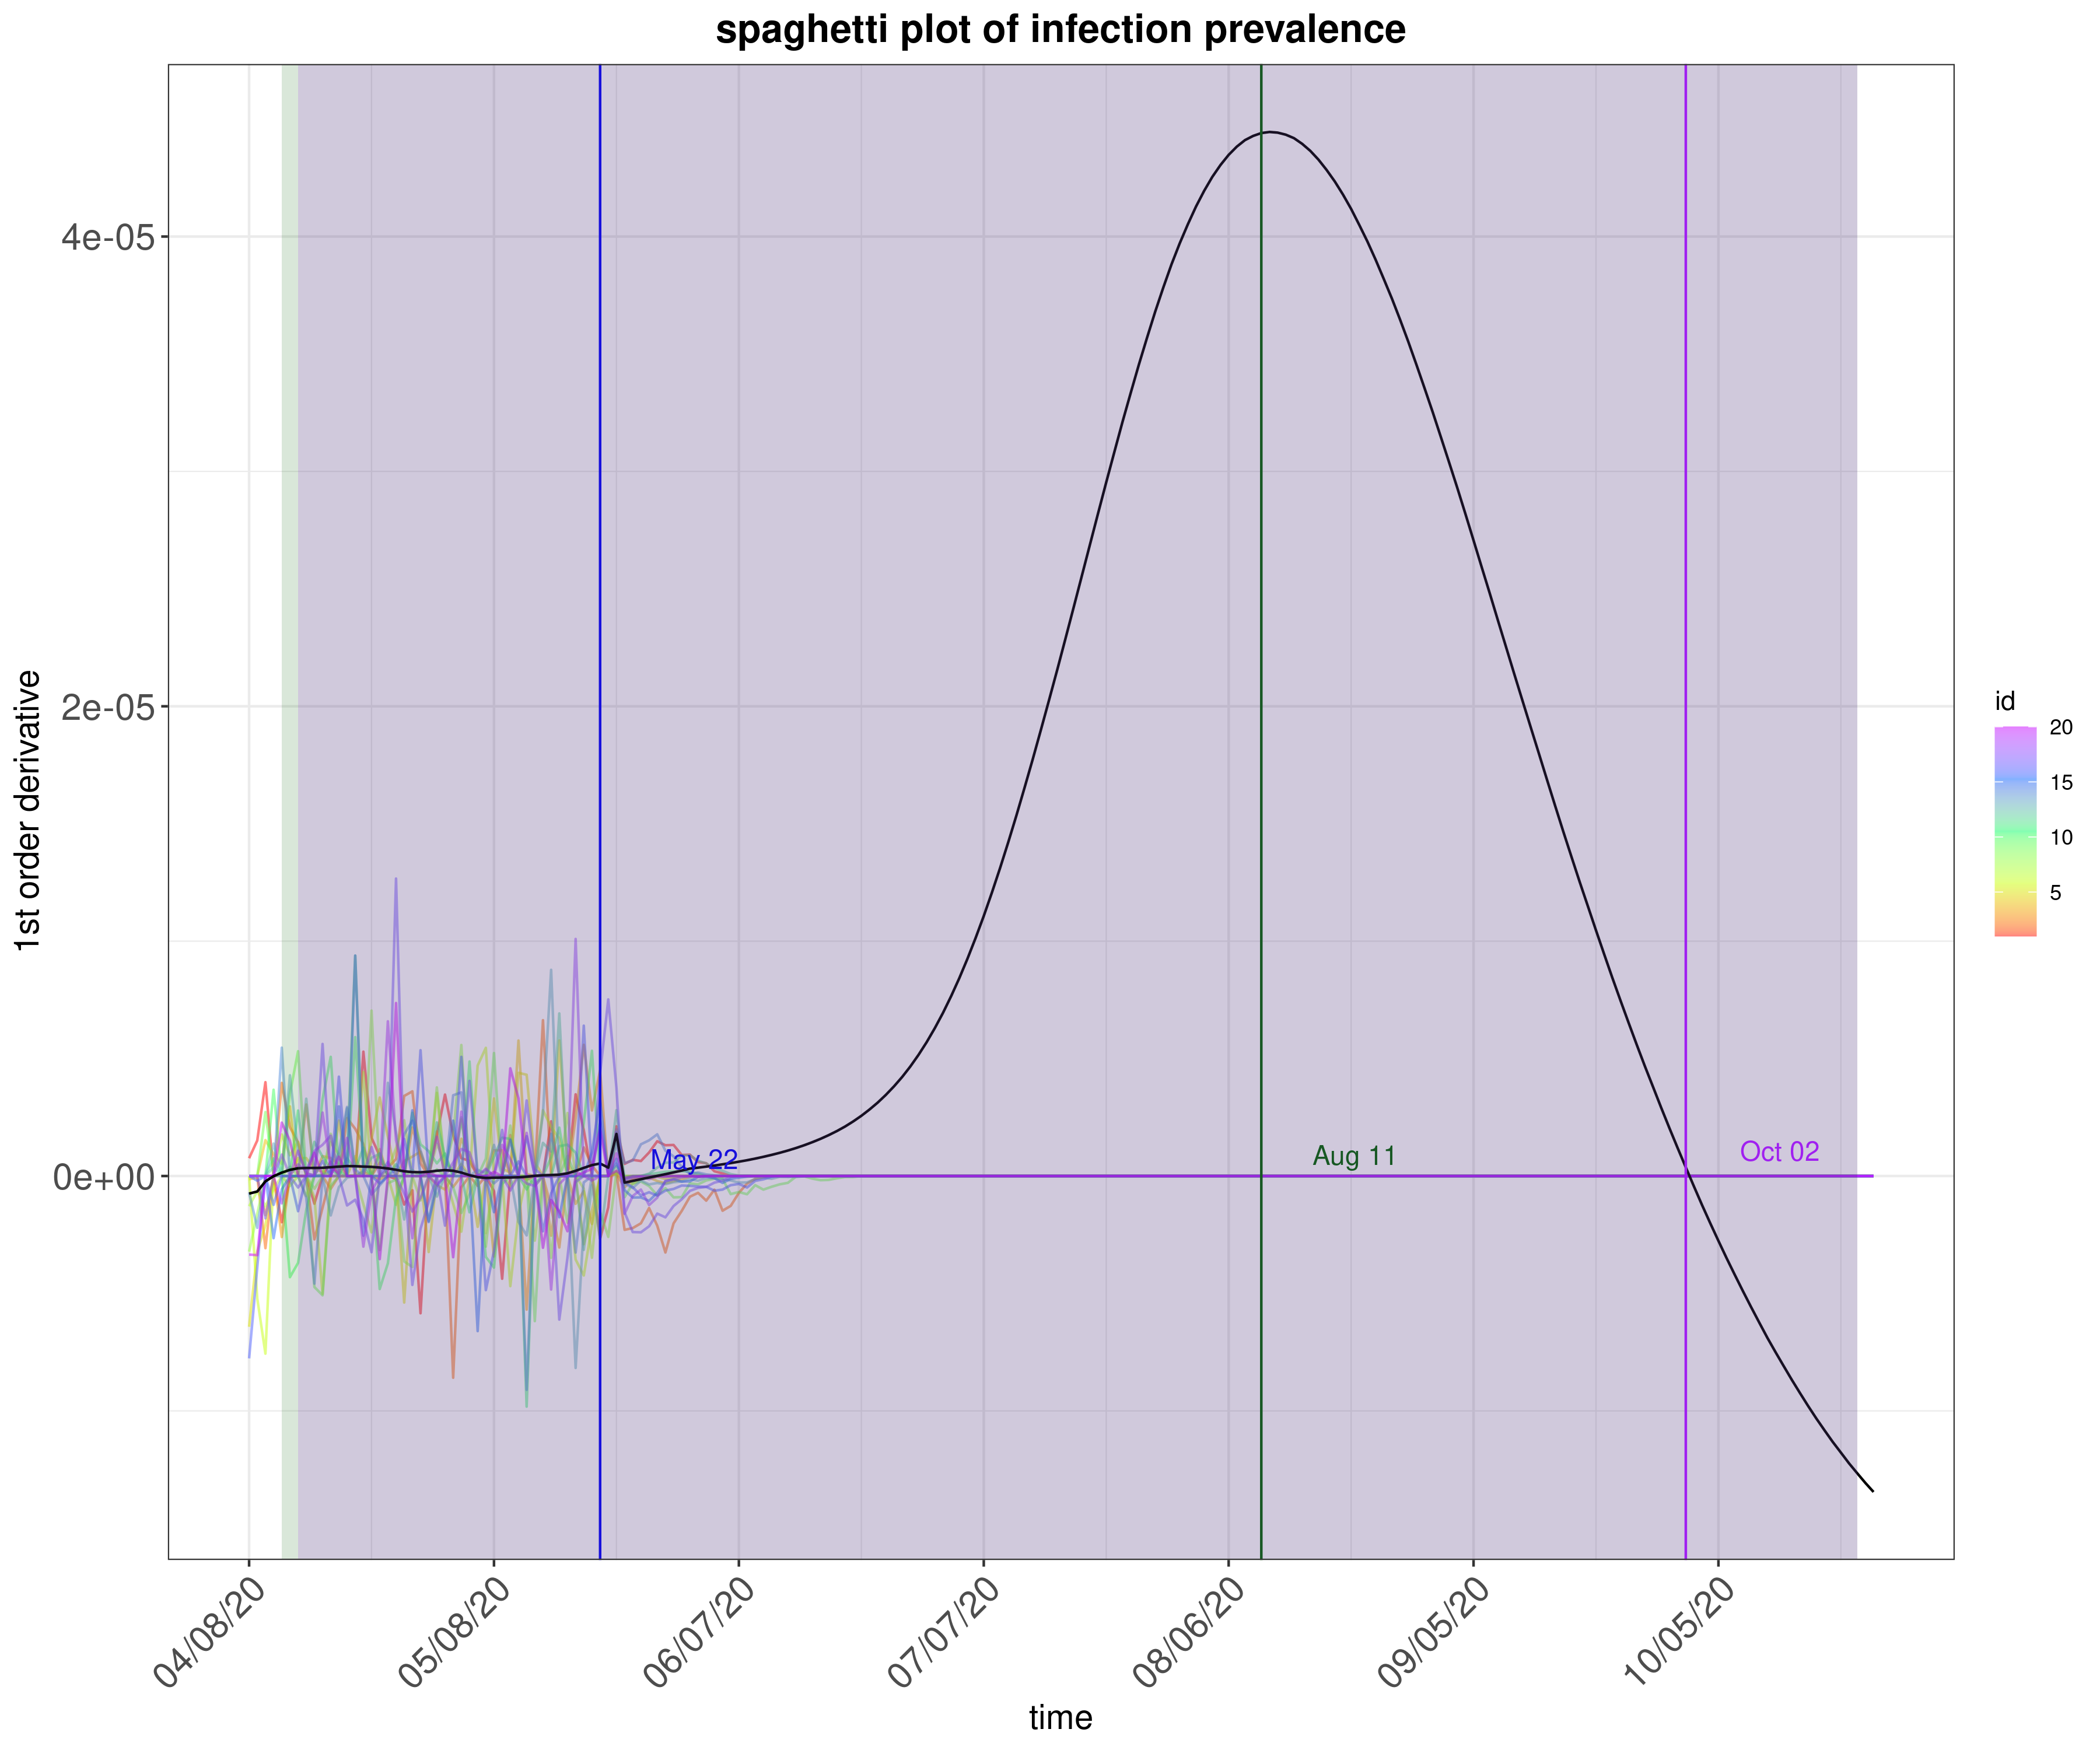 spaghetti plot of infection prevalence
1st order derivative
4e-05
2e-05
0e+00
May 22
Aug 11
Oct 02
04/08/20
05/08/20
06/07/20
07/07/20
08/06/20
09/05/20
10/05/20
time
id
20
15
10
5